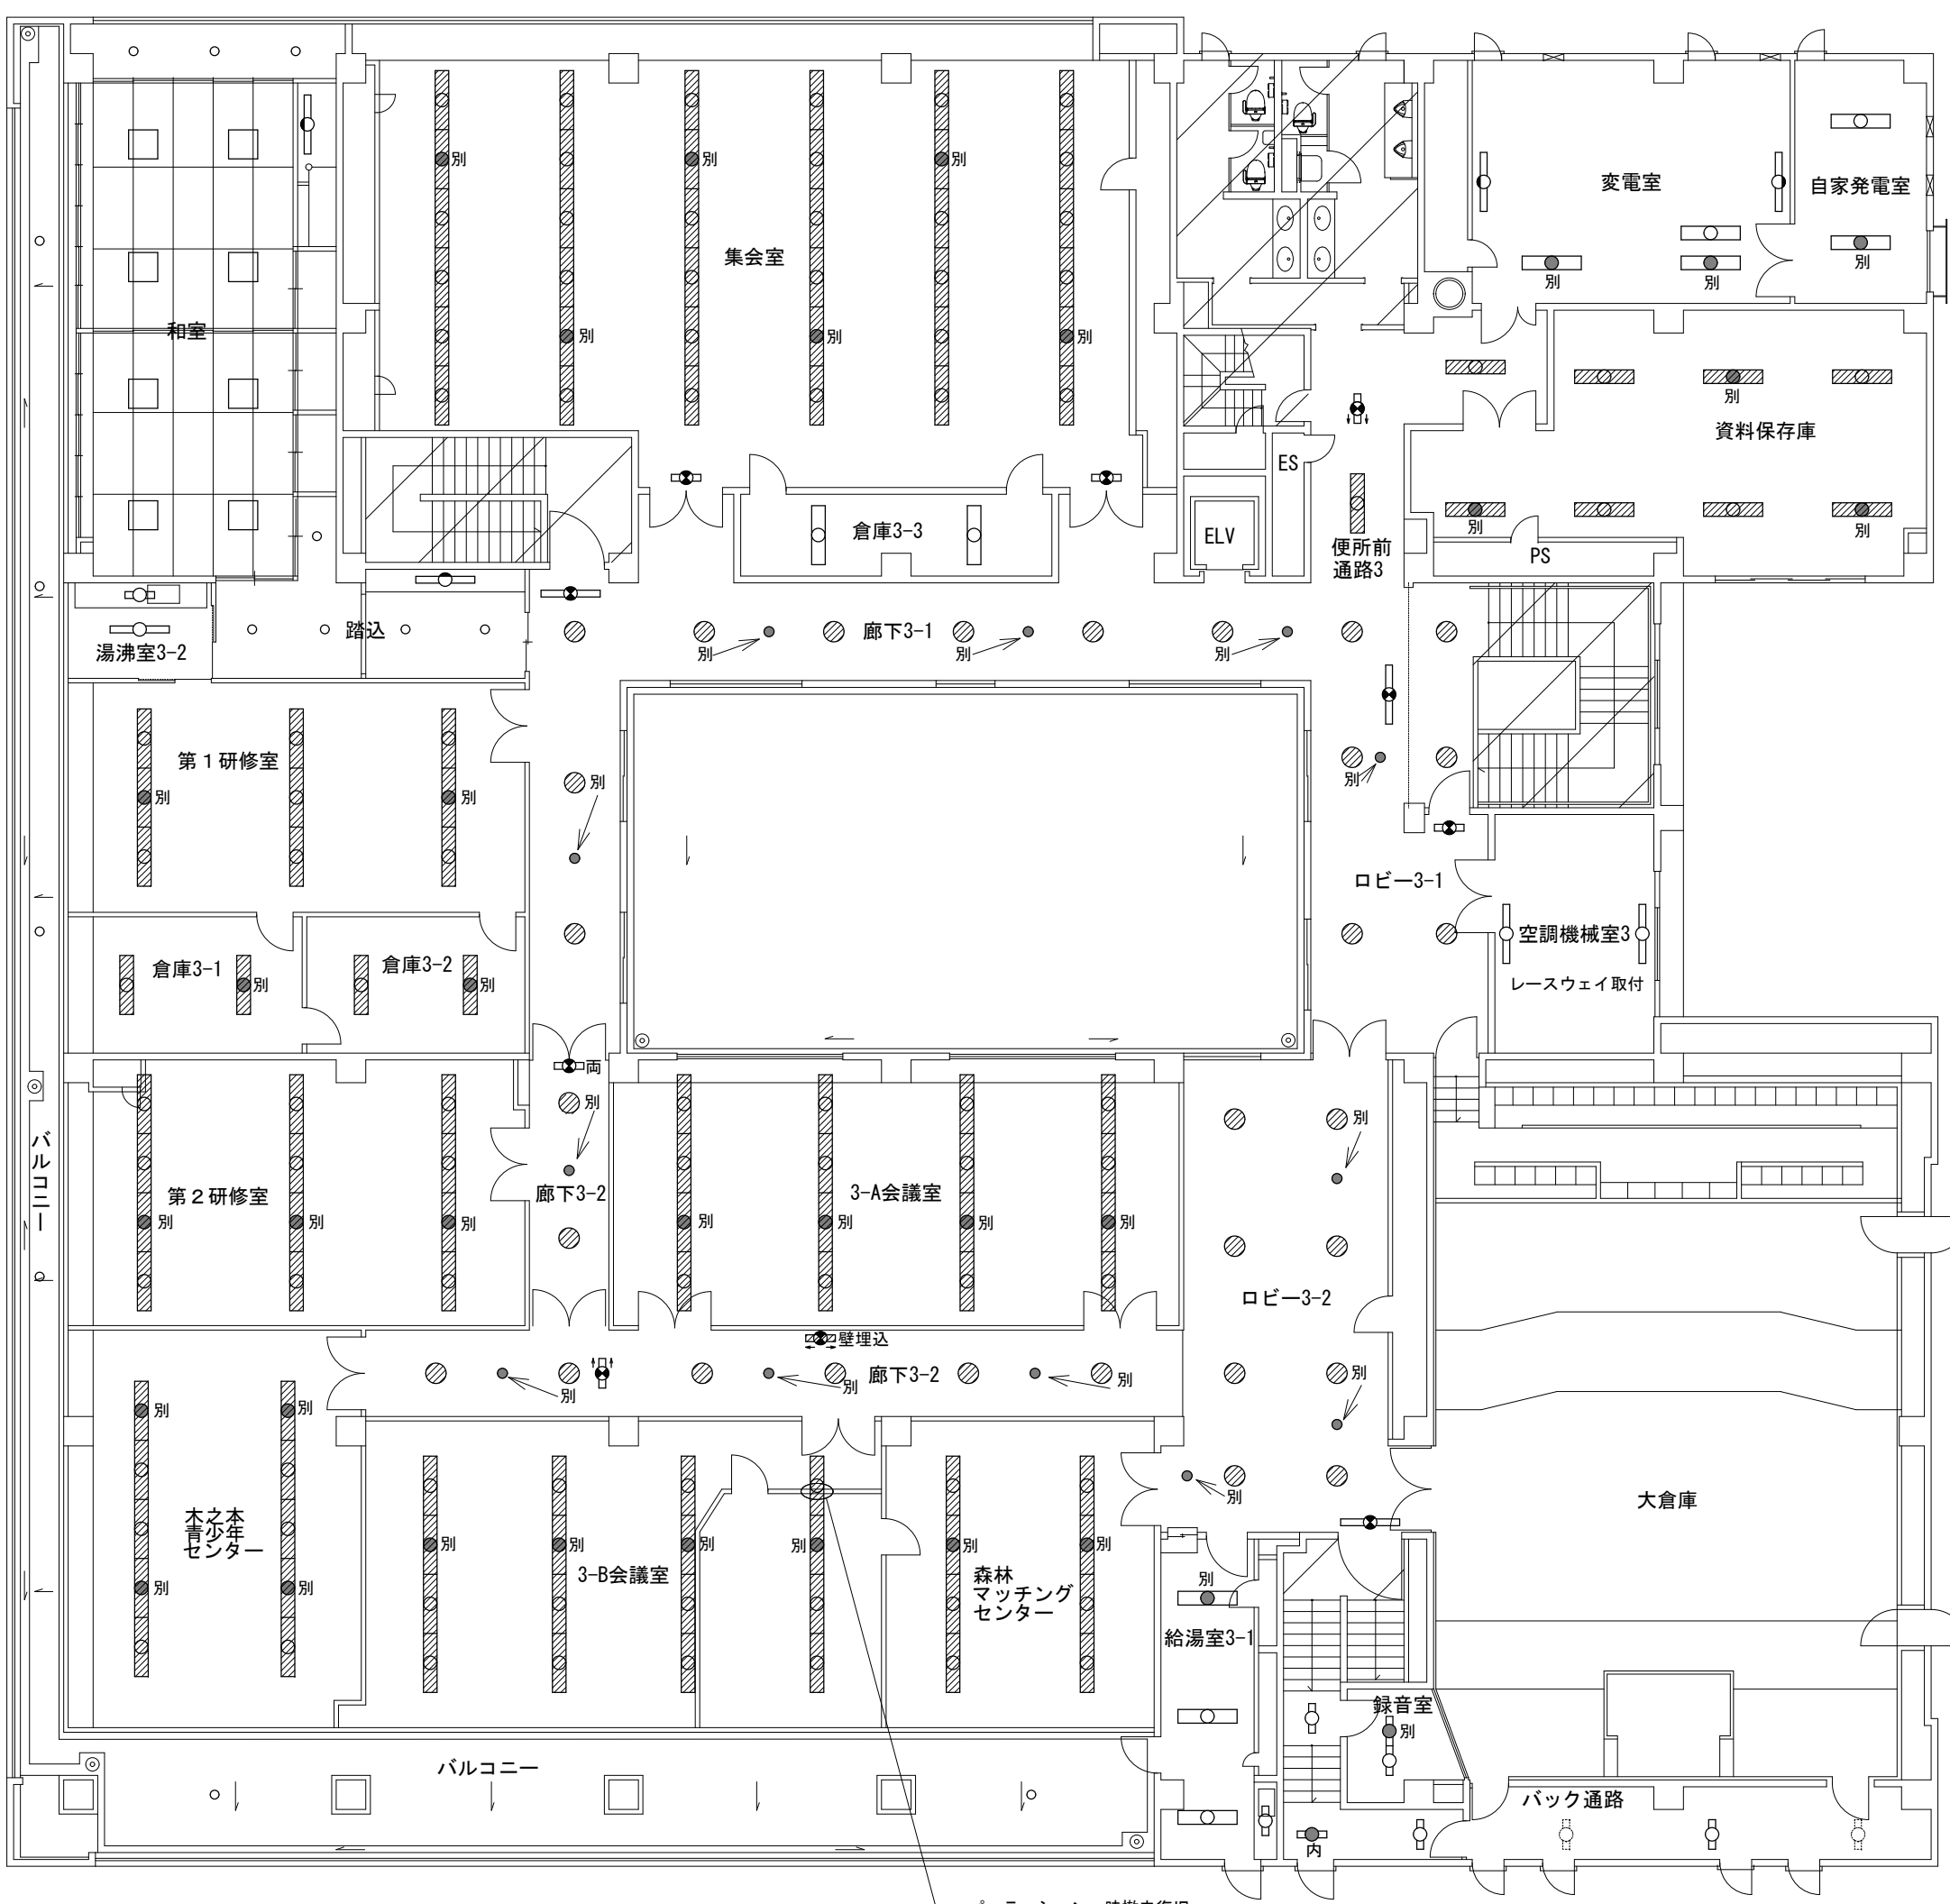 別
別
別
集会室
変電室
自家発電室
別
別
別
和室
別
別
別
別
資料保存庫
ES
倉庫3-3
ELV
便所前
通路3
別
PS
別
踏込
湯沸室3-2
廊下3-1
別
別
別
第１研修室
別
別
別
別
ロビー3-1
倉庫3-1
別
倉庫3-2
別
空調機械室3
レースウェイ取付
両
別
別
バルコニー
第２研修室
別
別
別
廊下3-2
3-A会議室
別
別
別
別
ロビー3-2
壁埋込
廊下3-2
別
別
別
別
別
別
木之本
青少年
センター
別
別
3-B会議室
別
別
別
別
森林
マッチング
センター
別
別
別
大倉庫
別
給湯室3-1
録音室
別
バルコニー
バック通路
内